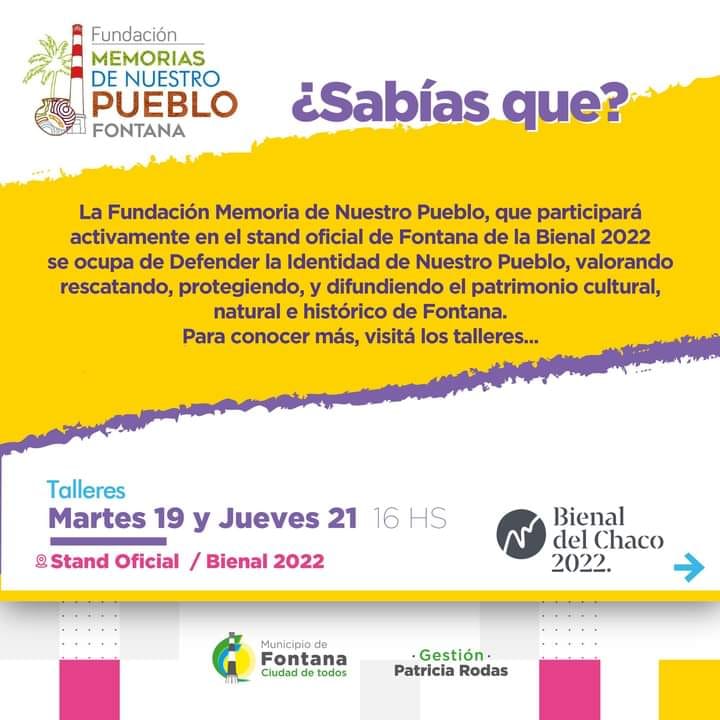 Fundación
MEMORIAS
DE NUESTRO
PUEBLO
FONTANA
¿Sabías que?
La Fundación Memoria de Nuestro Pueblo, que participará
activamente en el stand oficial de Fontana de la Bienal 2022
se ocupa de Defender la Identidad de Nuestro Pueblo, valorando
rescatando, protegiendo, y difundiendo el patrimonio cultural,
natural e histórico de Fontana.
Para conocer más, visitá los talleres...
Talleres
Martes 19 y Jueves 21 16 HS
Stand Oficial / Bienal 2022
Bienal
del Chaco
2022.
Municipio de
Fontana
Ciudad de todos
· Gestión ·
Patricia Rodas